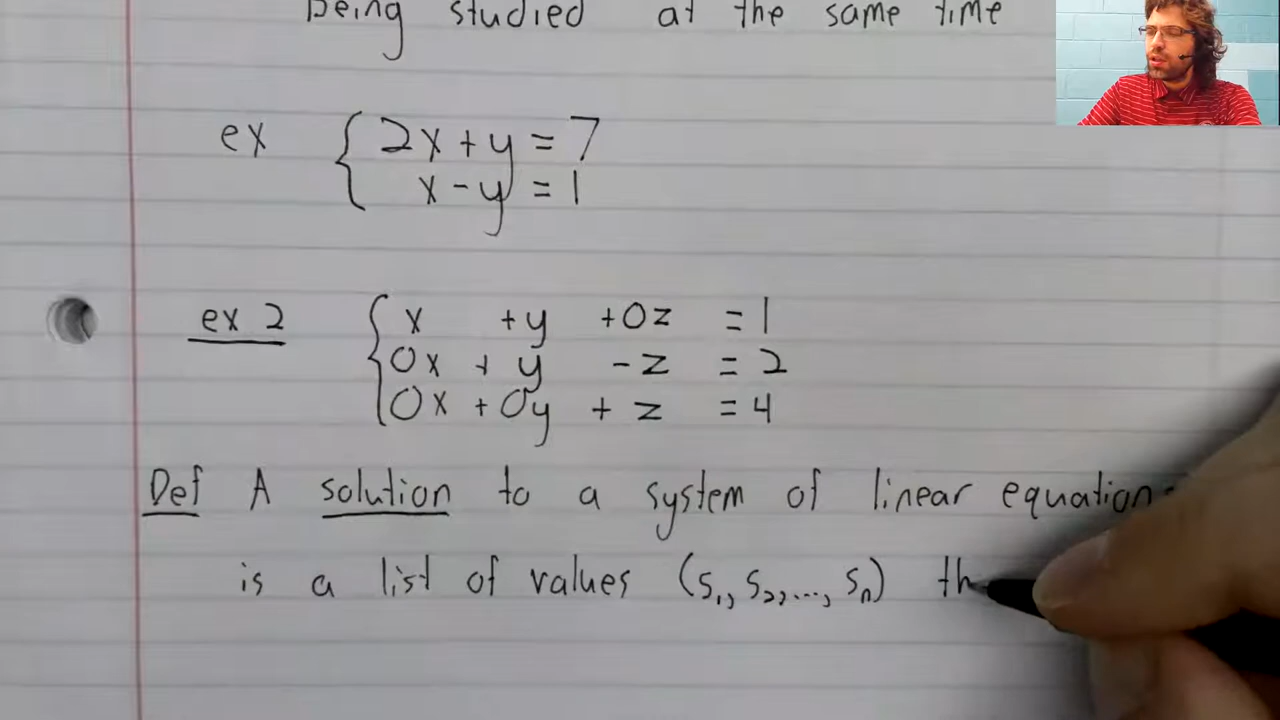 being studied at the same time
ex { 2x + y = 7
x - y = 1
ex 2 { x + y + 0z = 1
0x + y - z = 2
0x + 0y + z = 4
Def A solution to a system of linear equations
is a list of values (s₁, s₂, ..., sₙ) th